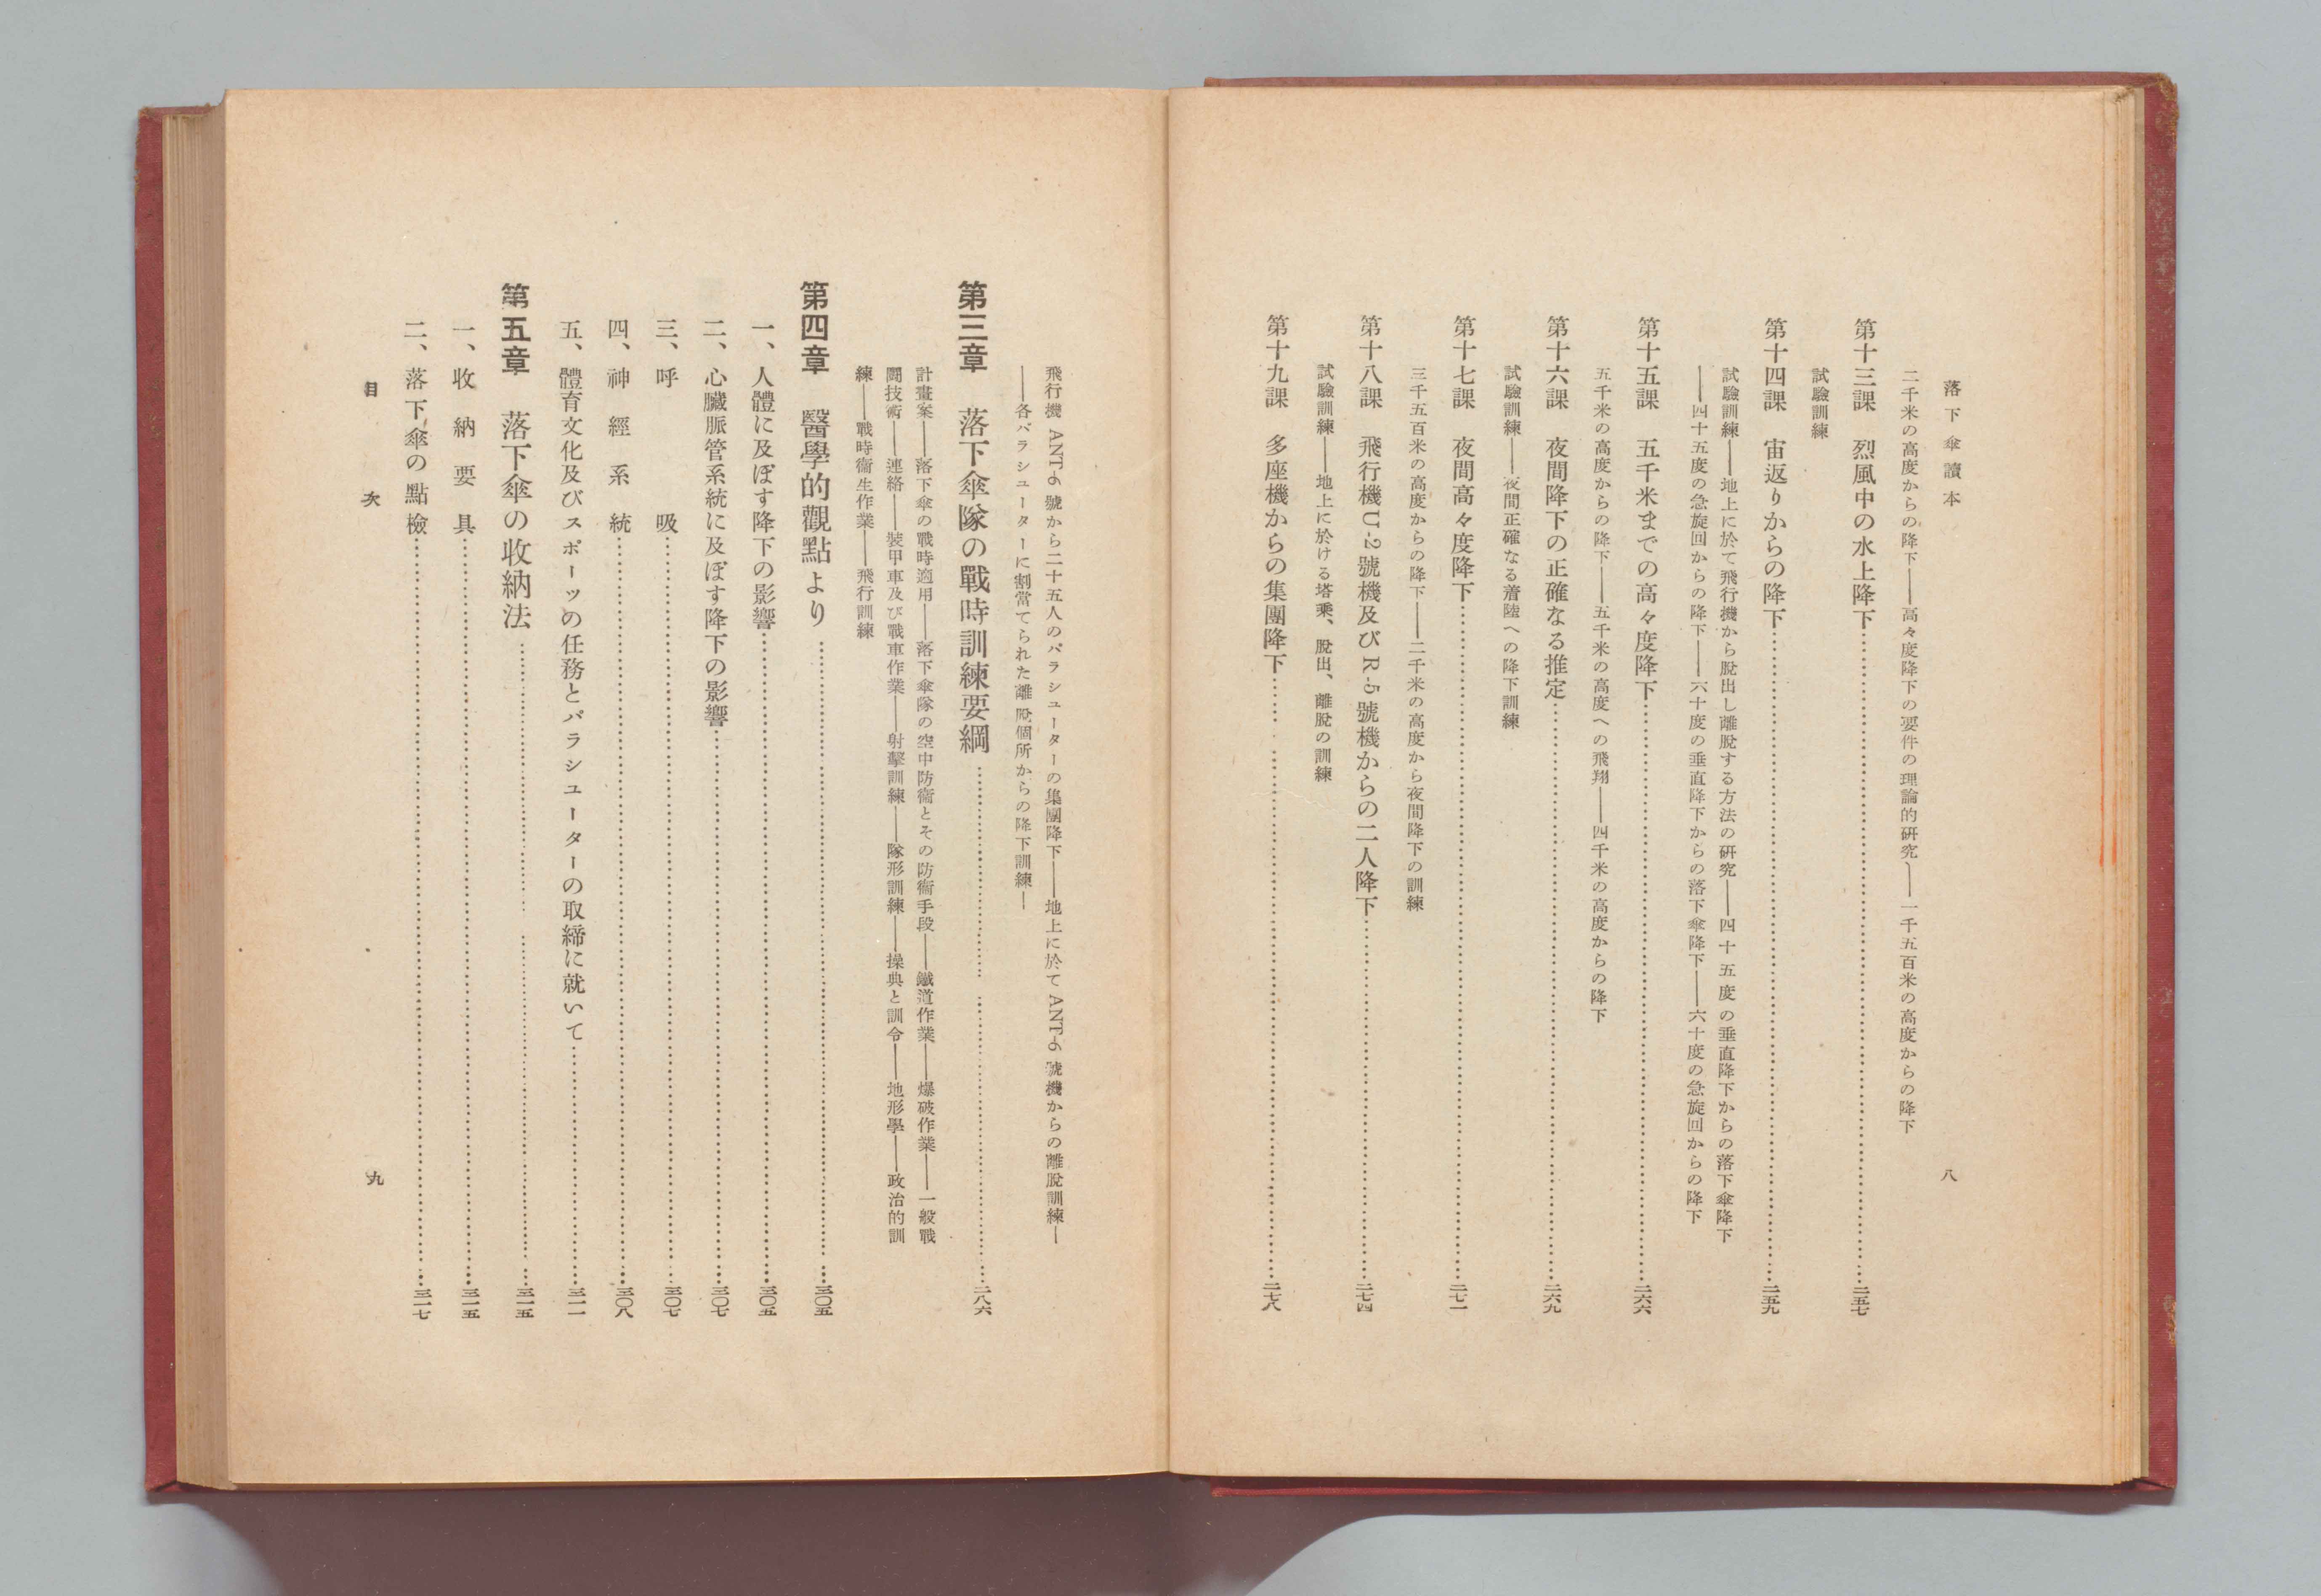 落下傘讀本　八
二千米の高度からの降下――高々度降下の要件の理論的研究――一千五百米の高度からの降下
第十三課　烈風中の水上降下……二五七
試驗訓練
第十四課　宙返りからの降下……二五九
試驗訓練――地上に於て飛行機から脱出し離脱する方法の研究――四十五度の垂直降下からの落下傘降下
――四十五度の急旋回からの降下――六十度の垂直降下からの落下傘降下――六十度の急旋回からの降下
第十五課　五千米までの高々度降下……二六六
五千米の高度からの降下――五千米の高度への飛翔――四千米の高度からの降下
第十六課　夜間降下の正確なる推定……二六九
試驗訓練――夜間正確なる着陸への降下訓練
第十七課　夜間高々度降下……二七一
三千五百米の高度からの降下――二千米の高度から夜間降下の訓練
第十八課　飛行機U-2號機及びR-5號機からの二人降下……二七四
試驗訓練――地上に於ける塔乘、脱出、離脱の訓練
第十九課　多座機からの集團降下……二七八
飛行機ANT-6號から二十五人のパラシューターの集團降下――地上に於てANT-6號機からの離脱訓練―
――各パラシューターに割當てられた離脱個所からの降下訓練―
第三章　落下傘隊の戰時訓練要綱……二八六
計畫案――落下傘の戰時適用――落下傘隊の空中防衞とその防衞手段――鐵道作業――爆破作業――一般戰
鬪技術――連絡――裝甲車及び戰車作業――射擊訓練――隊形訓練――操典と訓令――地形學――政治的訓
練――戰時衞生作業――飛行訓練
第四章　醫學的觀點より……三〇五
一、人體に及ぼす降下の影響……三〇五
二、心臟脈管系統に及ぼす降下の影響……三〇七
三、呼吸……三〇七
四、神經系統……三〇八
五、體育文化及びスポーツの任務とパラシューターの取締に就いて……三一一
第五章　落下傘の收納法……三一五
一、收納要具……三一五
二、落下傘の點檢……三一七
目次　九